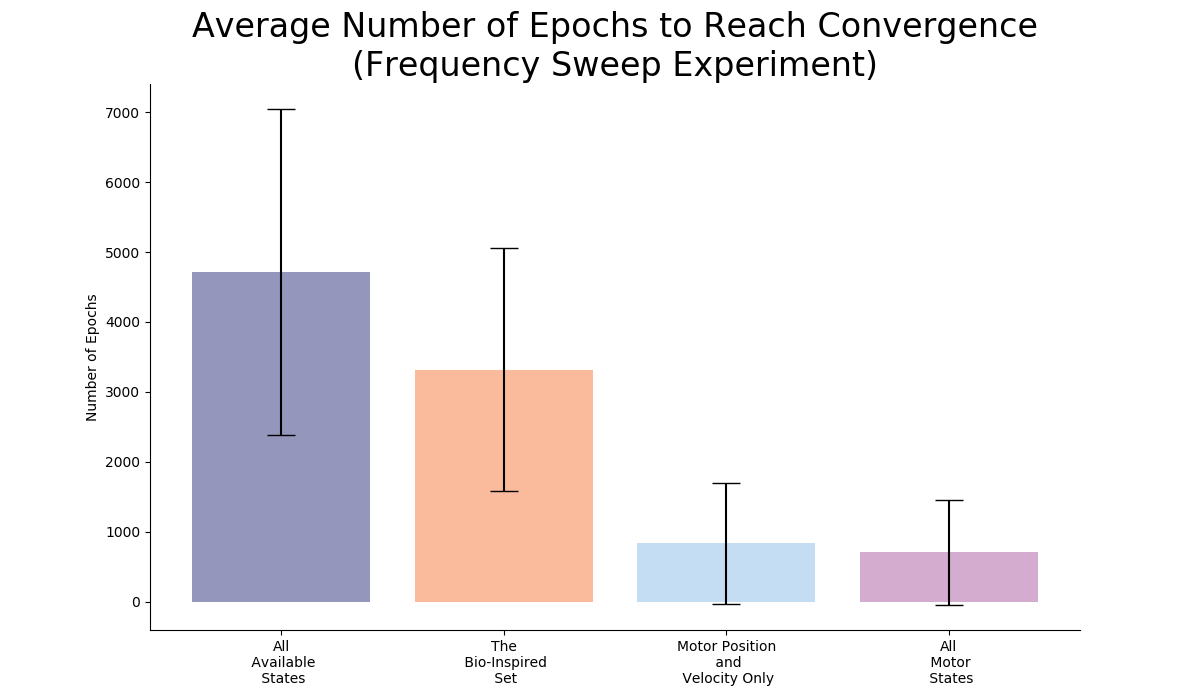 Average Number of Epochs to Reach Convergence
(Frequency Sweep Experiment)
7000
6000
5000
4000
3000
2000
1000
0
Number of Epochs
All
Available
States
The
Bio-Inspired
Set
Motor Position
and
Velocity Only
All
Motor
States